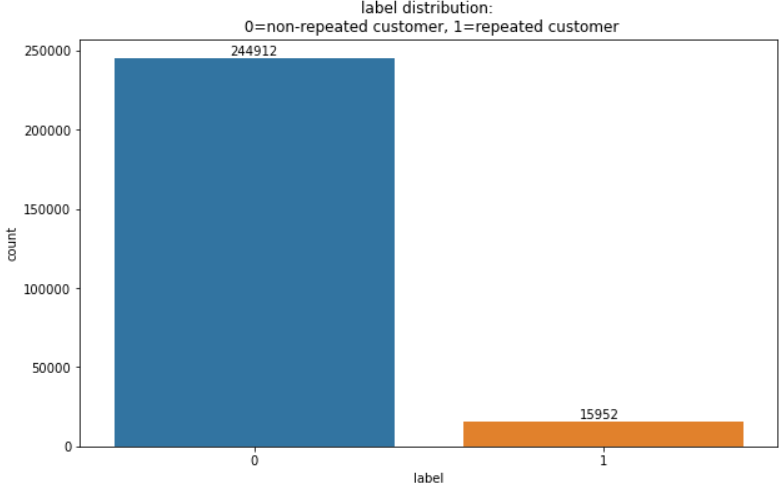 label distribution:
0=non-repeated customer, 1=repeated customer
250000
244912
200000
150000
count
100000
50000
15952
0
0
1
label